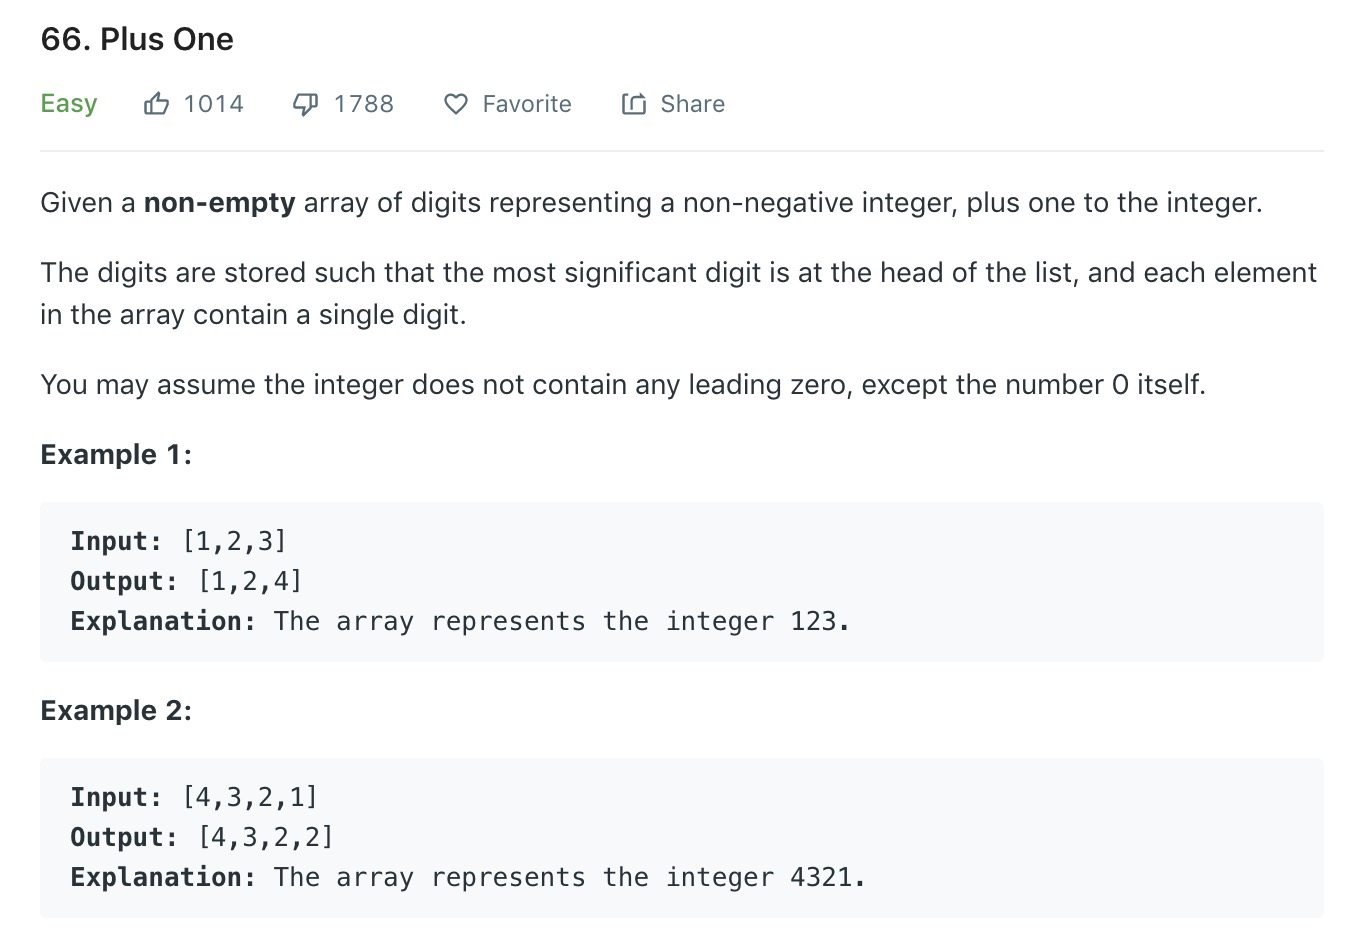 66. Plus One
Easy 1014 1788 Favorite Share
Given a non-empty array of digits representing a non-negative integer, plus one to the integer.
The digits are stored such that the most significant digit is at the head of the list, and each element
in the array contain a single digit.
You may assume the integer does not contain any leading zero, except the number 0 itself.
Example 1:
Input: [1,2,3]
Output: [1,2,4]
Explanation: The array represents the integer 123.
Example 2:
Input: [4,3,2,1]
Output: [4,3,2,2]
Explanation: The array represents the integer 4321.